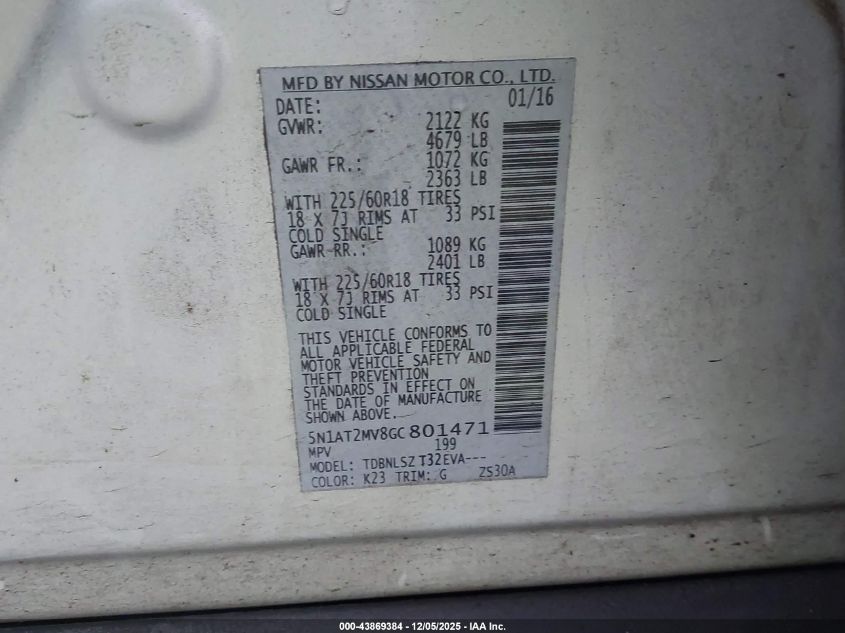 MFD BY NISSAN MOTOR CO., LTD.
DATE: 01/16
GVWR: 2122 KG
4679 LB
GAWR FR.: 1072 KG
2363 LB
WITH 225/60R18 TIRES
18 X 7J RIMS AT 33 PSI
COLD SINGLE
GAWR RR.: 1089 KG
2401 LB
WITH 225/60R18 TIRES
18 X 7J RIMS AT 33 PSI
COLD SINGLE
THIS VEHICLE CONFORMS TO
ALL APPLICABLE FEDERAL
MOTOR VEHICLE SAFETY AND
THEFT PREVENTION
STANDARDS IN EFFECT ON
THE DATE OF MANUFACTURE
SHOWN ABOVE.
5N1AT2MV8GC801471
MPV 199
MODEL: TDBNLSZ T32EVA---
COLOR: K23 TRIM: G ZS30A
000-43869384 - 12/05/2025 - IAA Inc.